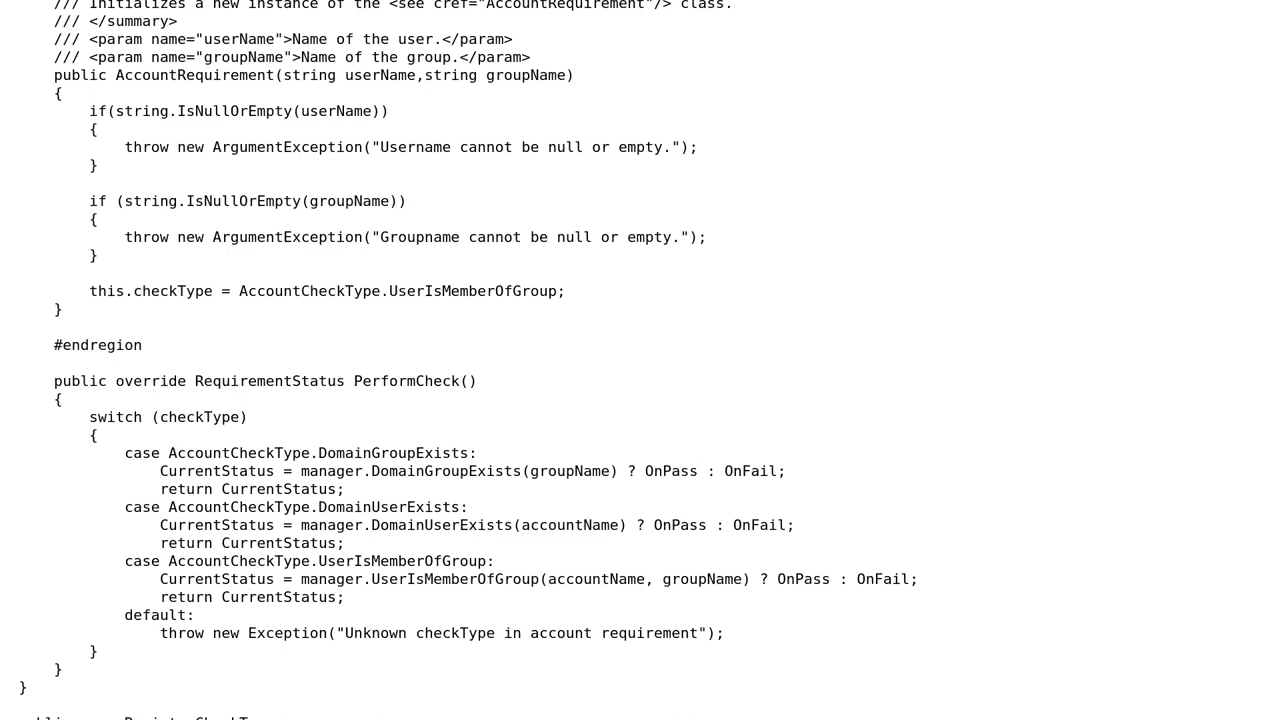 /// Initializes a new instance of the <see cref="AccountRequirement"/> class.
/// </summary>
/// <param name="userName">Name of the user.</param>
/// <param name="groupName">Name of the group.</param>
public AccountRequirement(string userName,string groupName)
{
if(string.IsNullOrEmpty(userName))
{
throw new ArgumentException("Username cannot be null or empty.");
}
if (string.IsNullOrEmpty(groupName))
{
throw new ArgumentException("Groupname cannot be null or empty.");
}
this.checkType = AccountCheckType.UserIsMemberOfGroup;
}
#endregion
public override RequirementStatus PerformCheck()
{
switch (checkType)
{
case AccountCheckType.DomainGroupExists:
CurrentStatus = manager.DomainGroupExists(groupName) ? OnPass : OnFail;
return CurrentStatus;
case AccountCheckType.DomainUserExists:
CurrentStatus = manager.DomainUserExists(accountName) ? OnPass : OnFail;
return CurrentStatus;
case AccountCheckType.UserIsMemberOfGroup:
CurrentStatus = manager.UserIsMemberOfGroup(accountName, groupName) ? OnPass : OnFail;
return CurrentStatus;
default:
throw new Exception("Unknown checkType in account requirement");
}
}
}